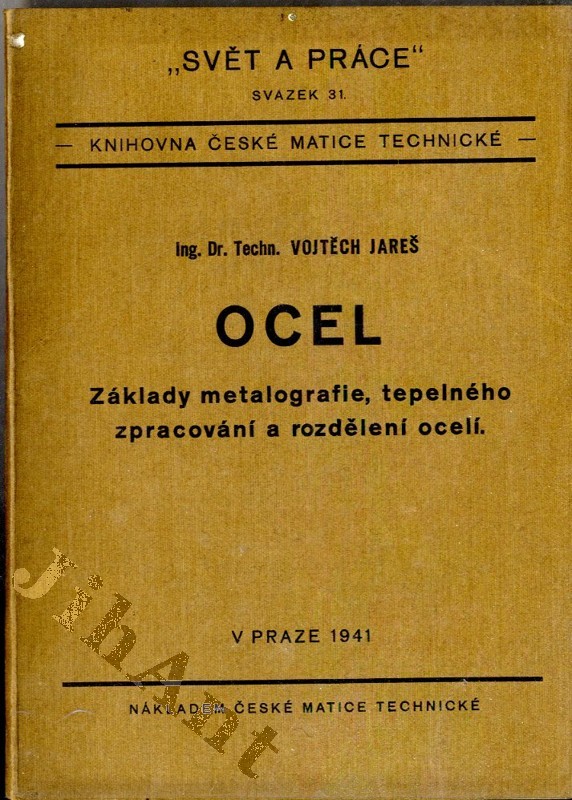 „SVĚT A PRÁCE“
SVAZEK 31.
— KNIHOVNA ČESKÉ MATICE TECHNICKÉ —
Ing. Dr. Techn. VOJTĚCH JAREŠ
OCEL
Základy metalografie, tepelného
zpracování a rozdělení ocelí.
V PRAZE 1941
NÁKLADEM ČESKÉ MATICE TECHNICKÉ
JihAnt